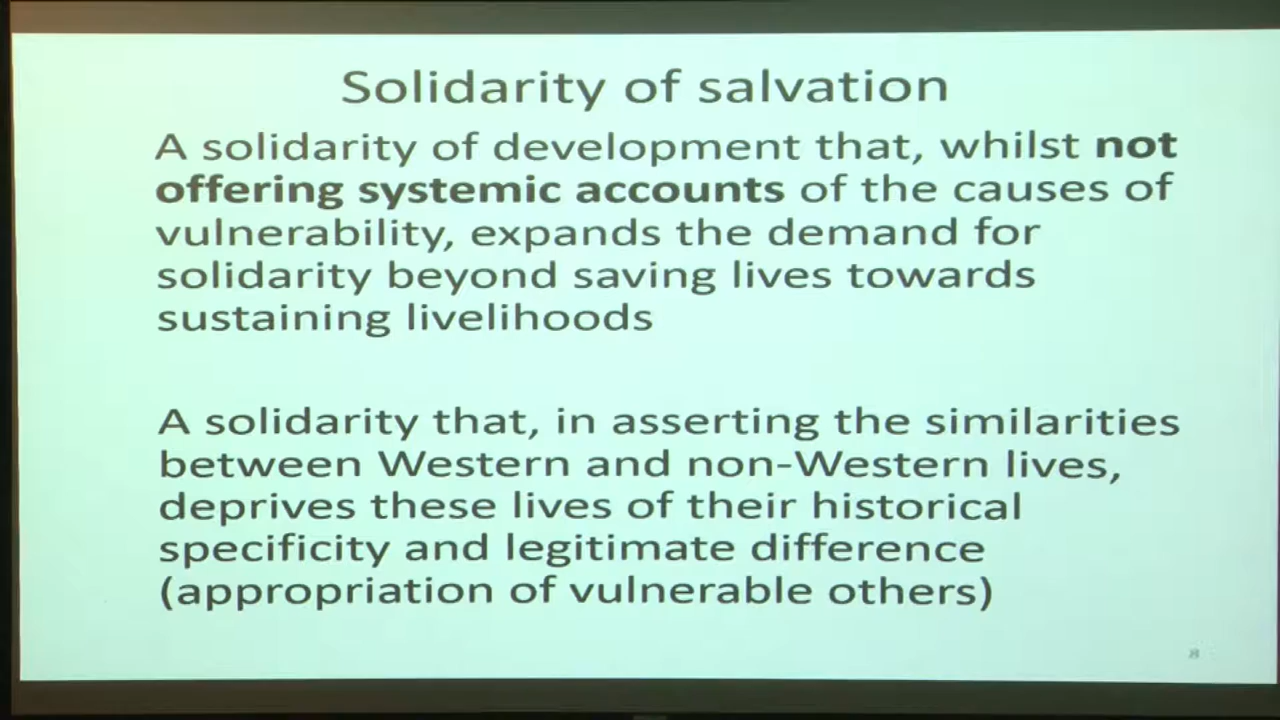 Solidarity of salvation
A solidarity of development that, whilst not
offering systemic accounts of the causes of
vulnerability, expands the demand for
solidarity beyond saving lives towards
sustaining livelihoods
A solidarity that, in asserting the similarities
between Western and non-Western lives,
deprives these lives of their historical
specificity and legitimate difference
(appropriation of vulnerable others)
8